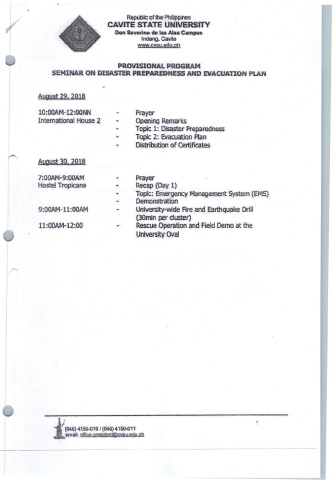 Republic of the Philippines
CAVITE STATE UNIVERSITY
Don Severino de las Alas Campus
Indang, Cavite
www.cvsu.edu.ph
PROVISIONAL PROGRAM
SEMINAR ON DISASTER PREPAREDNESS AND EVACUATION PLAN
August 29, 2018
10:00AM-12:00NN - Prayer
International House 2 - Opening Remarks
- Topic 1: Disaster Preparedness
- Topic 2: Evacuation Plan
- Distribution of Certificates
August 30, 2018
7:00AM-9:00AM - Prayer
Hostel Tropicana - Recap (Day 1)
- Topic: Emergency Management System (EMS)
- Demonstration
9:00AM-11:00AM - University-wide Fire and Earthquake Drill
(30min per cluster)
11:00AM-12:00 - Rescue Operation and Field Demo at the
University Oval
(046) 4150-010 / (046) 4150-011
email: